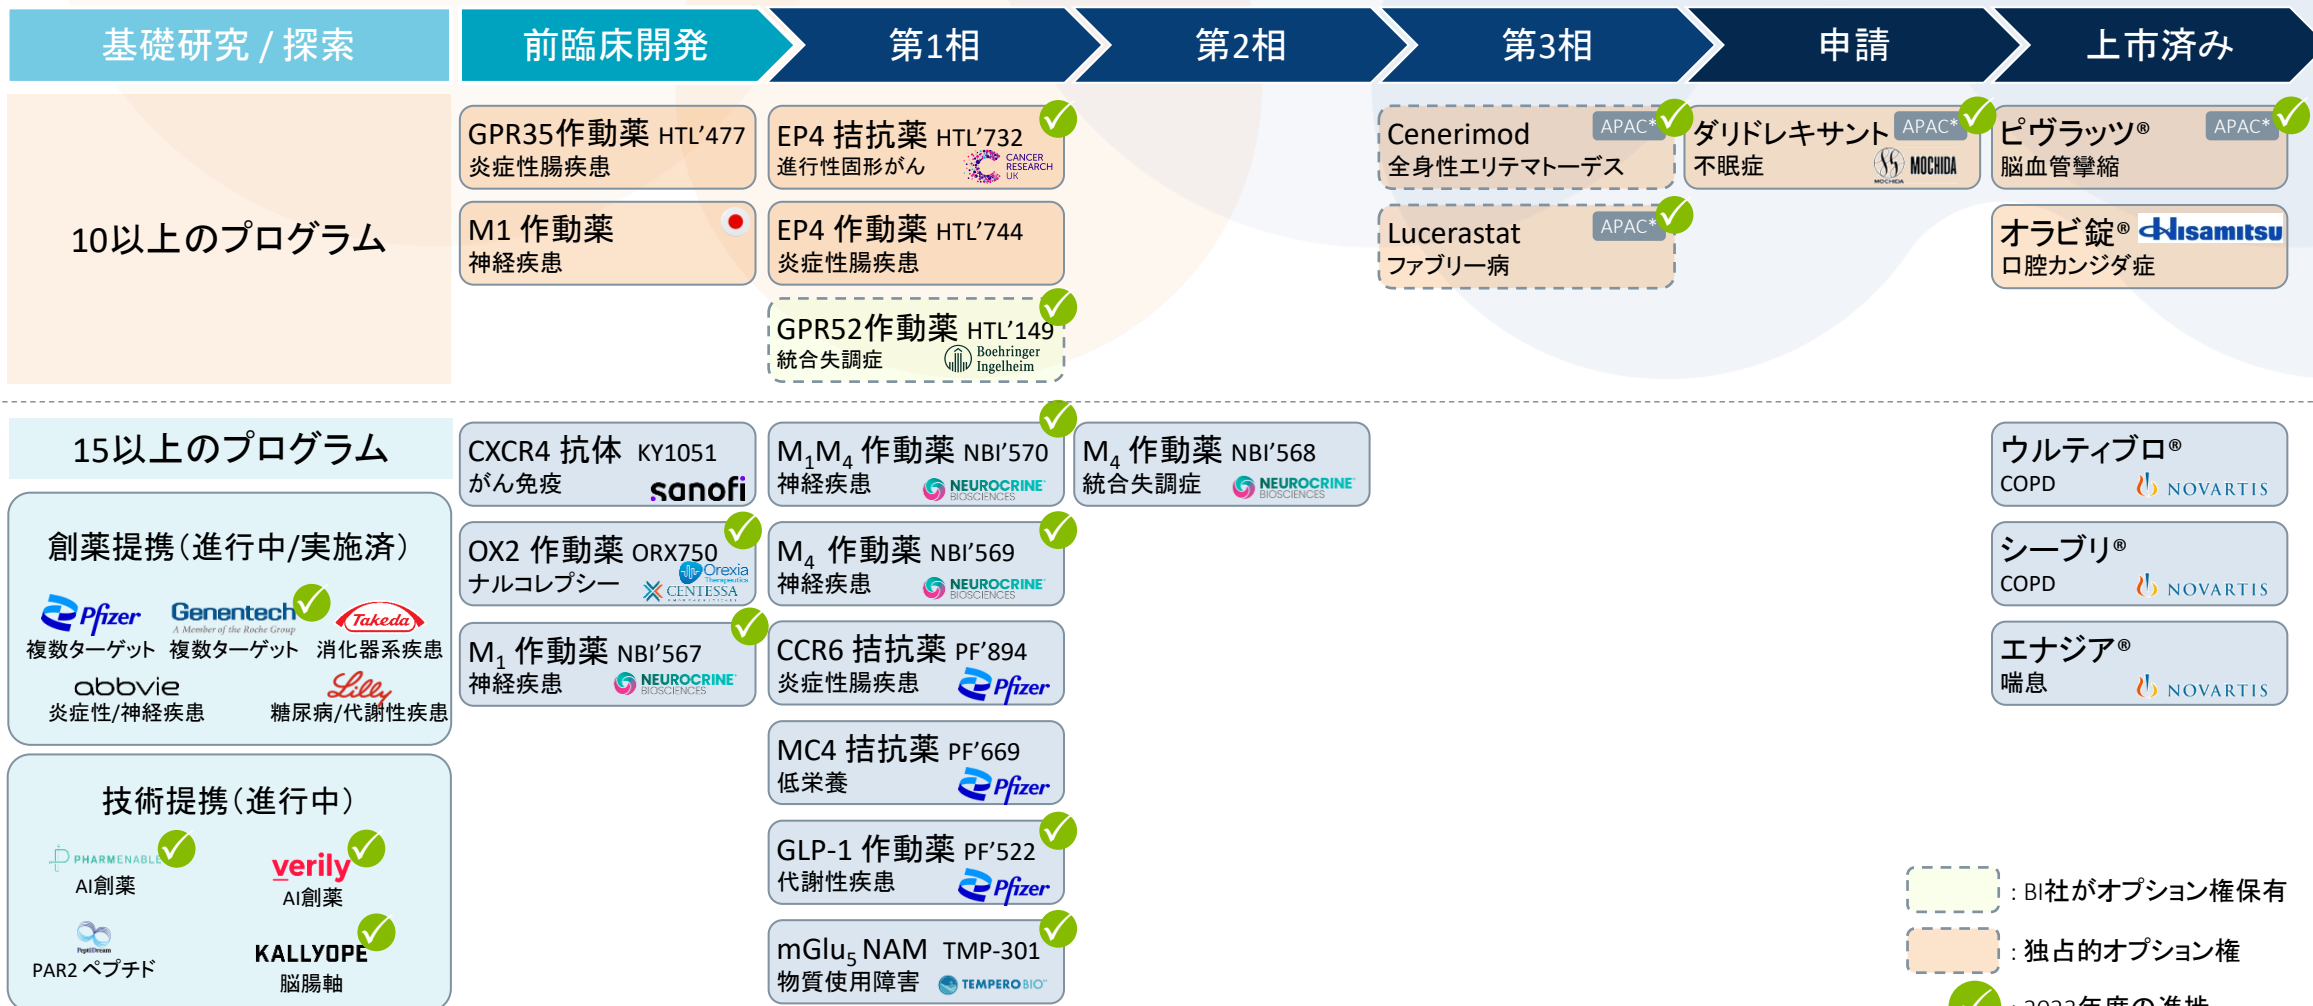 基礎研究 / 探索
前臨床開発
第1相
第2相
第3相
申請
上市済み
10以上のプログラム
GPR35作動薬 HTL’477
炎症性腸疾患
M1 作動薬
神経疾患
EP4 拮抗薬 HTL’732
進行性固形がん
CANCER
RESEARCH
UK
EP4 作動薬 HTL’744
炎症性腸疾患
GPR52作動薬 HTL’149
統合失調症
Boehringer
Ingelheim
Cenerimod APAC*
全身性エリテマトーデス
Lucerastat APAC*
ファブリー病
ダリドレキサント APAC*
不眠症
MOCHIDA MOCHIDA
ピヴラッツ® APAC*
脳血管攣縮
オラビ錠® Hisamitsu
口腔カンジダ症
15以上のプログラム
創薬提携（進行中/実施済）
Pfizer
複数ターゲット
Genentech
A Member of the Roche Group
複数ターゲット
Takeda
消化器系疾患
abbvie
炎症性/神経疾患
Lilly
糖尿病/代謝性疾患
技術提携（進行中）
PHARMENABLE
AI創薬
verily
AI創薬
PeptiDream
PAR2 ペプチド
KALLYOPE
脳腸軸
CXCR4 抗体 KY1051
がん免疫
sanofi
OX2 作動薬 ORX750
ナルコレプシー
Orexia
Therapeutics
CENTESSA
M₁ 作動薬 NBI’567
神経疾患
NEUROCRINE
BIOSCIENCES
M₁M₄ 作動薬 NBI’570
神経疾患
NEUROCRINE
BIOSCIENCES
M₄ 作動薬 NBI’569
神経疾患
NEUROCRINE
BIOSCIENCES
CCR6 拮抗薬 PF’894
炎症性腸疾患
Pfizer
MC4 拮抗薬 PF’669
低栄養
Pfizer
GLP-1 作動薬 PF’522
代謝性疾患
Pfizer
mGlu₅ NAM TMP-301
物質使用障害
TEMPERO BIO
M₄ 作動薬 NBI’568
統合失調症
NEUROCRINE
BIOSCIENCES
ウルティブロ®
COPD
NOVARTIS
シーブリ®
COPD
NOVARTIS
エナジア®
喘息
NOVARTIS
: BI社がオプション権保有
: 独占的オプション権
: 2023年度の進捗